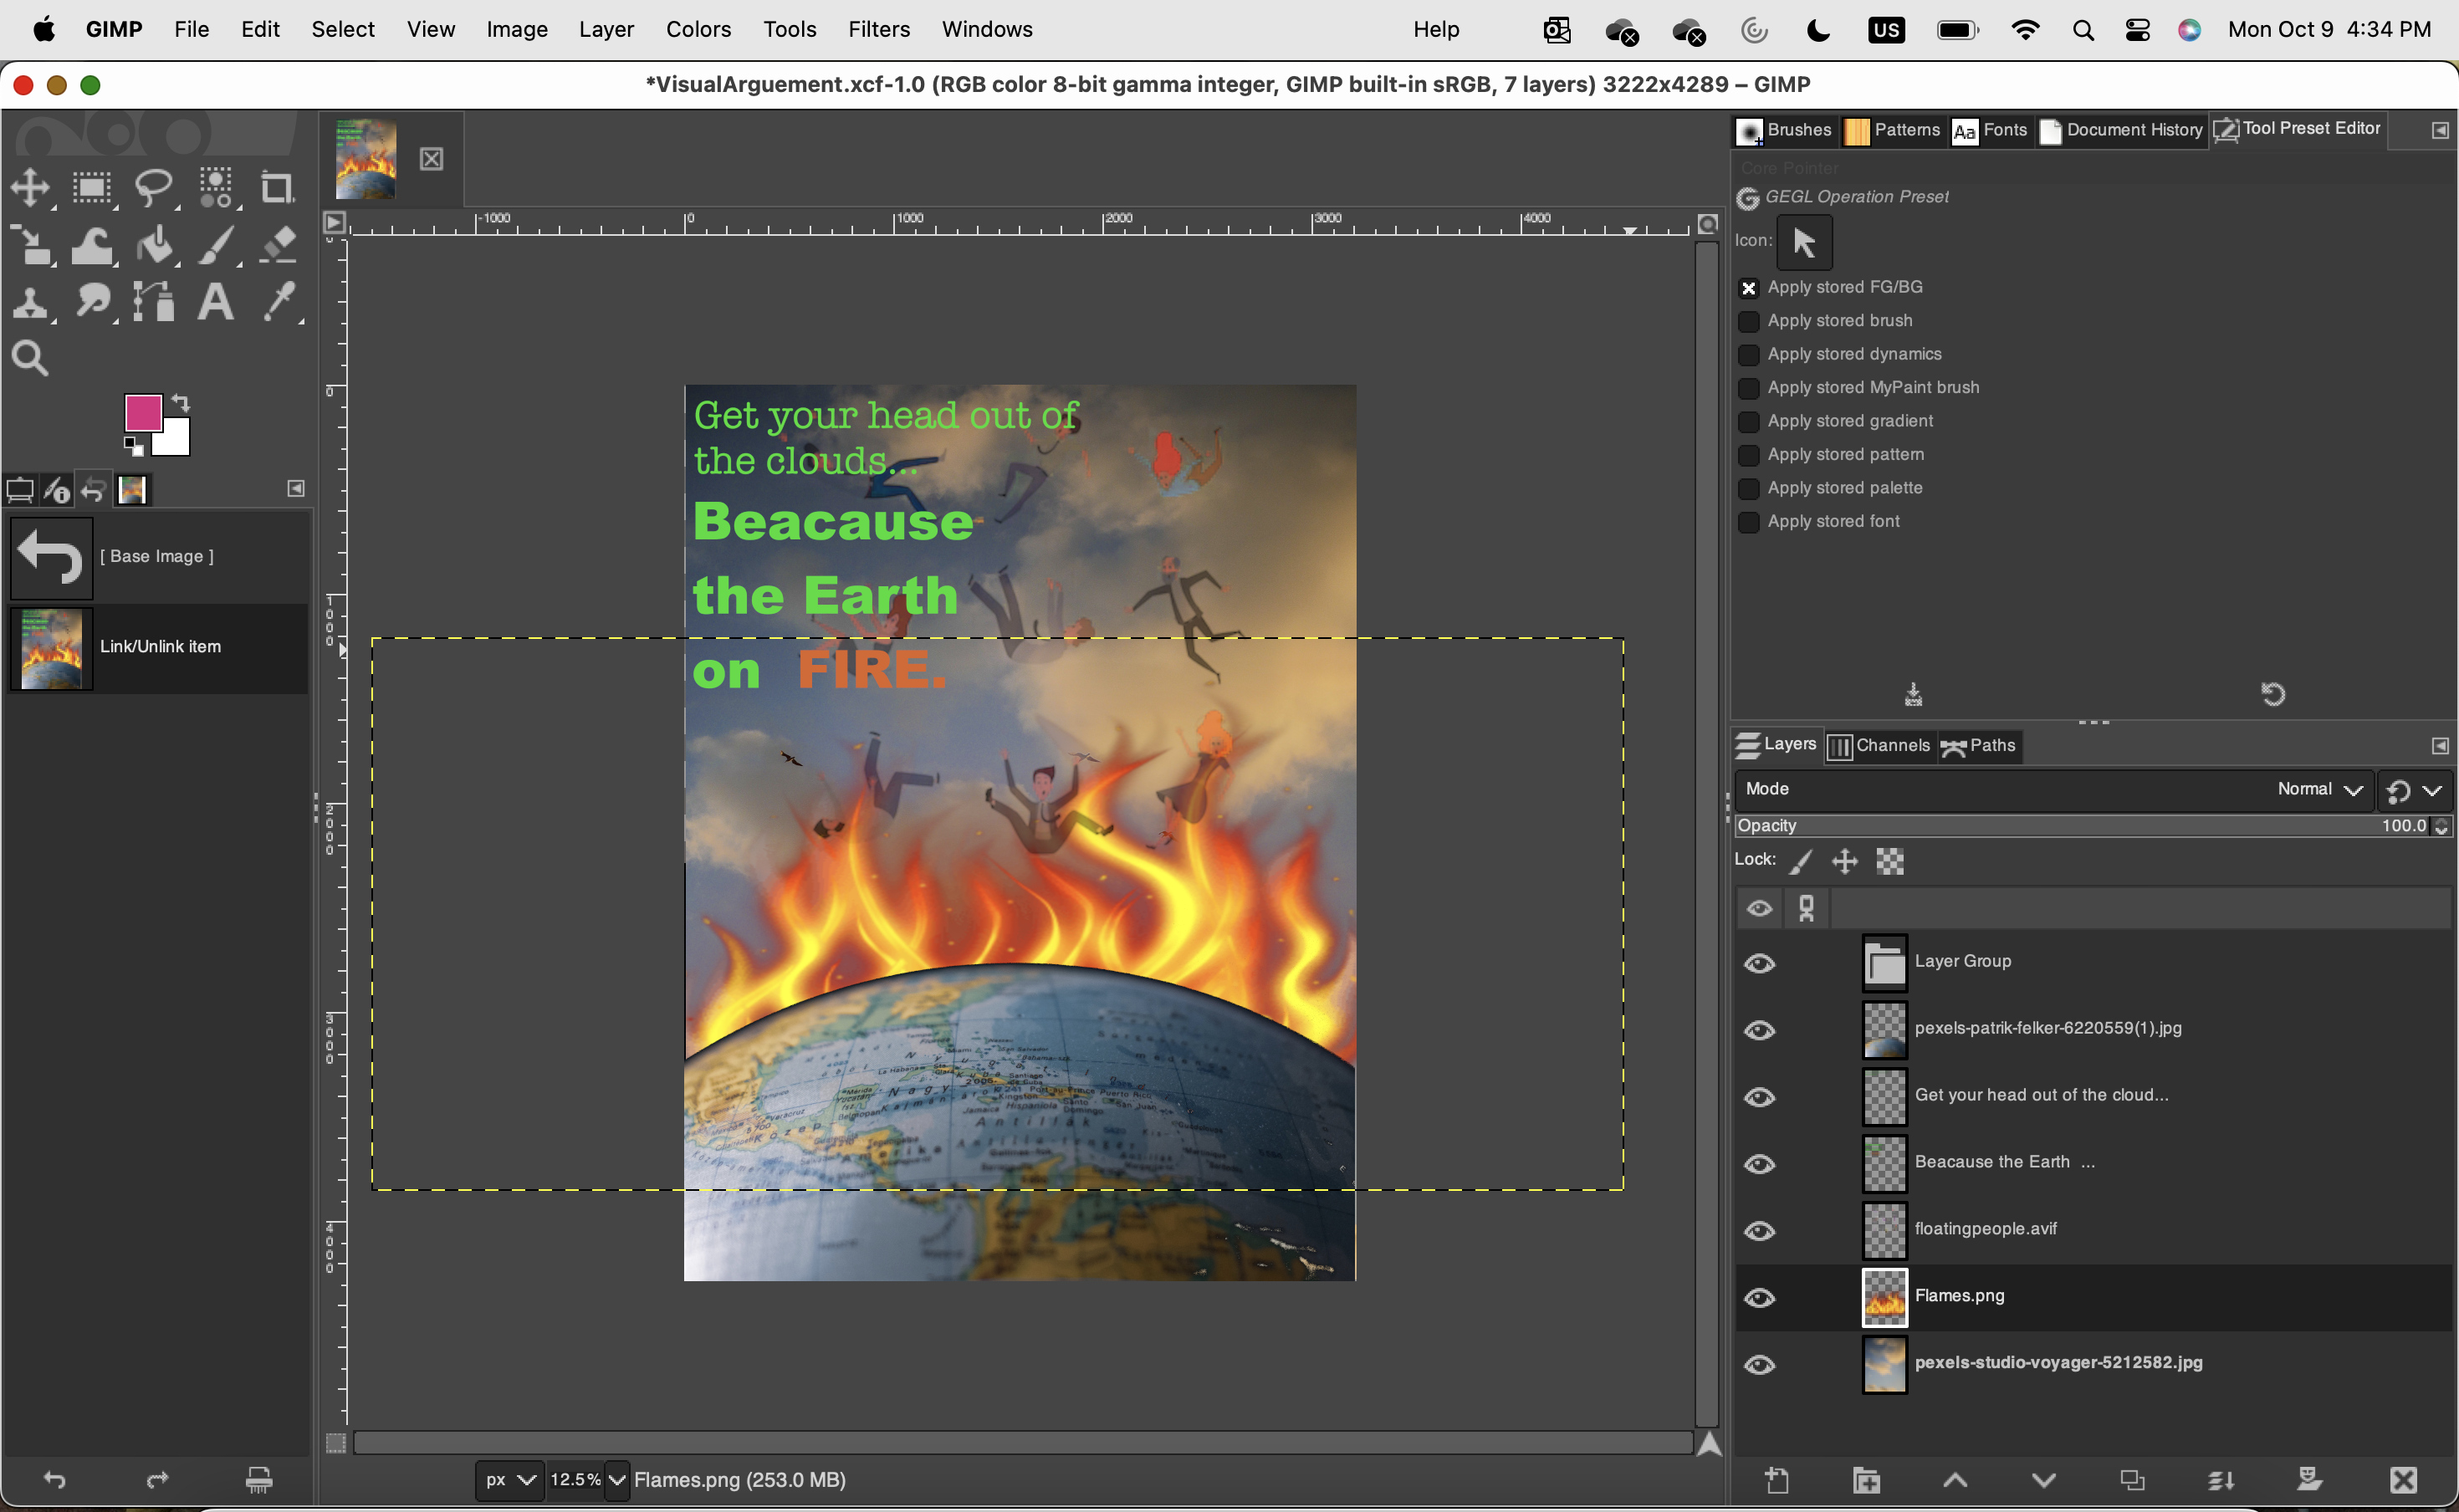 GIMP File Edit Select View Image Layer Colors Tools Filters Windows Help US Mon Oct 9 4:34 PM
*VisualArguement.xcf-1.0 (RGB color 8-bit gamma integer, GIMP built-in sRGB, 7 layers) 3222x4289 – GIMP
Brushes Aa Fonts Patterns Document History Tool Preset Editor
Core Pointer
GEGL Operation Preset
Icon:
Apply stored FG/BG
Apply stored brush
Apply stored dynamics
Apply stored MyPaint brush
Apply stored gradient
Apply stored pattern
Apply stored palette
Apply stored font
-1000 0 1000 2000 3000 4000
0
1000
2000
3000
4000
[ Base Image ]
Link/Unlink item
Get your head out of
the clouds...
Beacause
the Earth
on FIRE.
Antillák
Layers Channels Paths
Mode Normal
Opacity 100.0
Lock:
Layer Group
pexels-patrik-felker-6220559(1).jpg
Get your head out of the cloud...
Beacause the Earth ...
floatingpeople.avif
Flames.png
pexels-studio-voyager-5212582.jpg
px 12.5% Flames.png (253.0 MB)